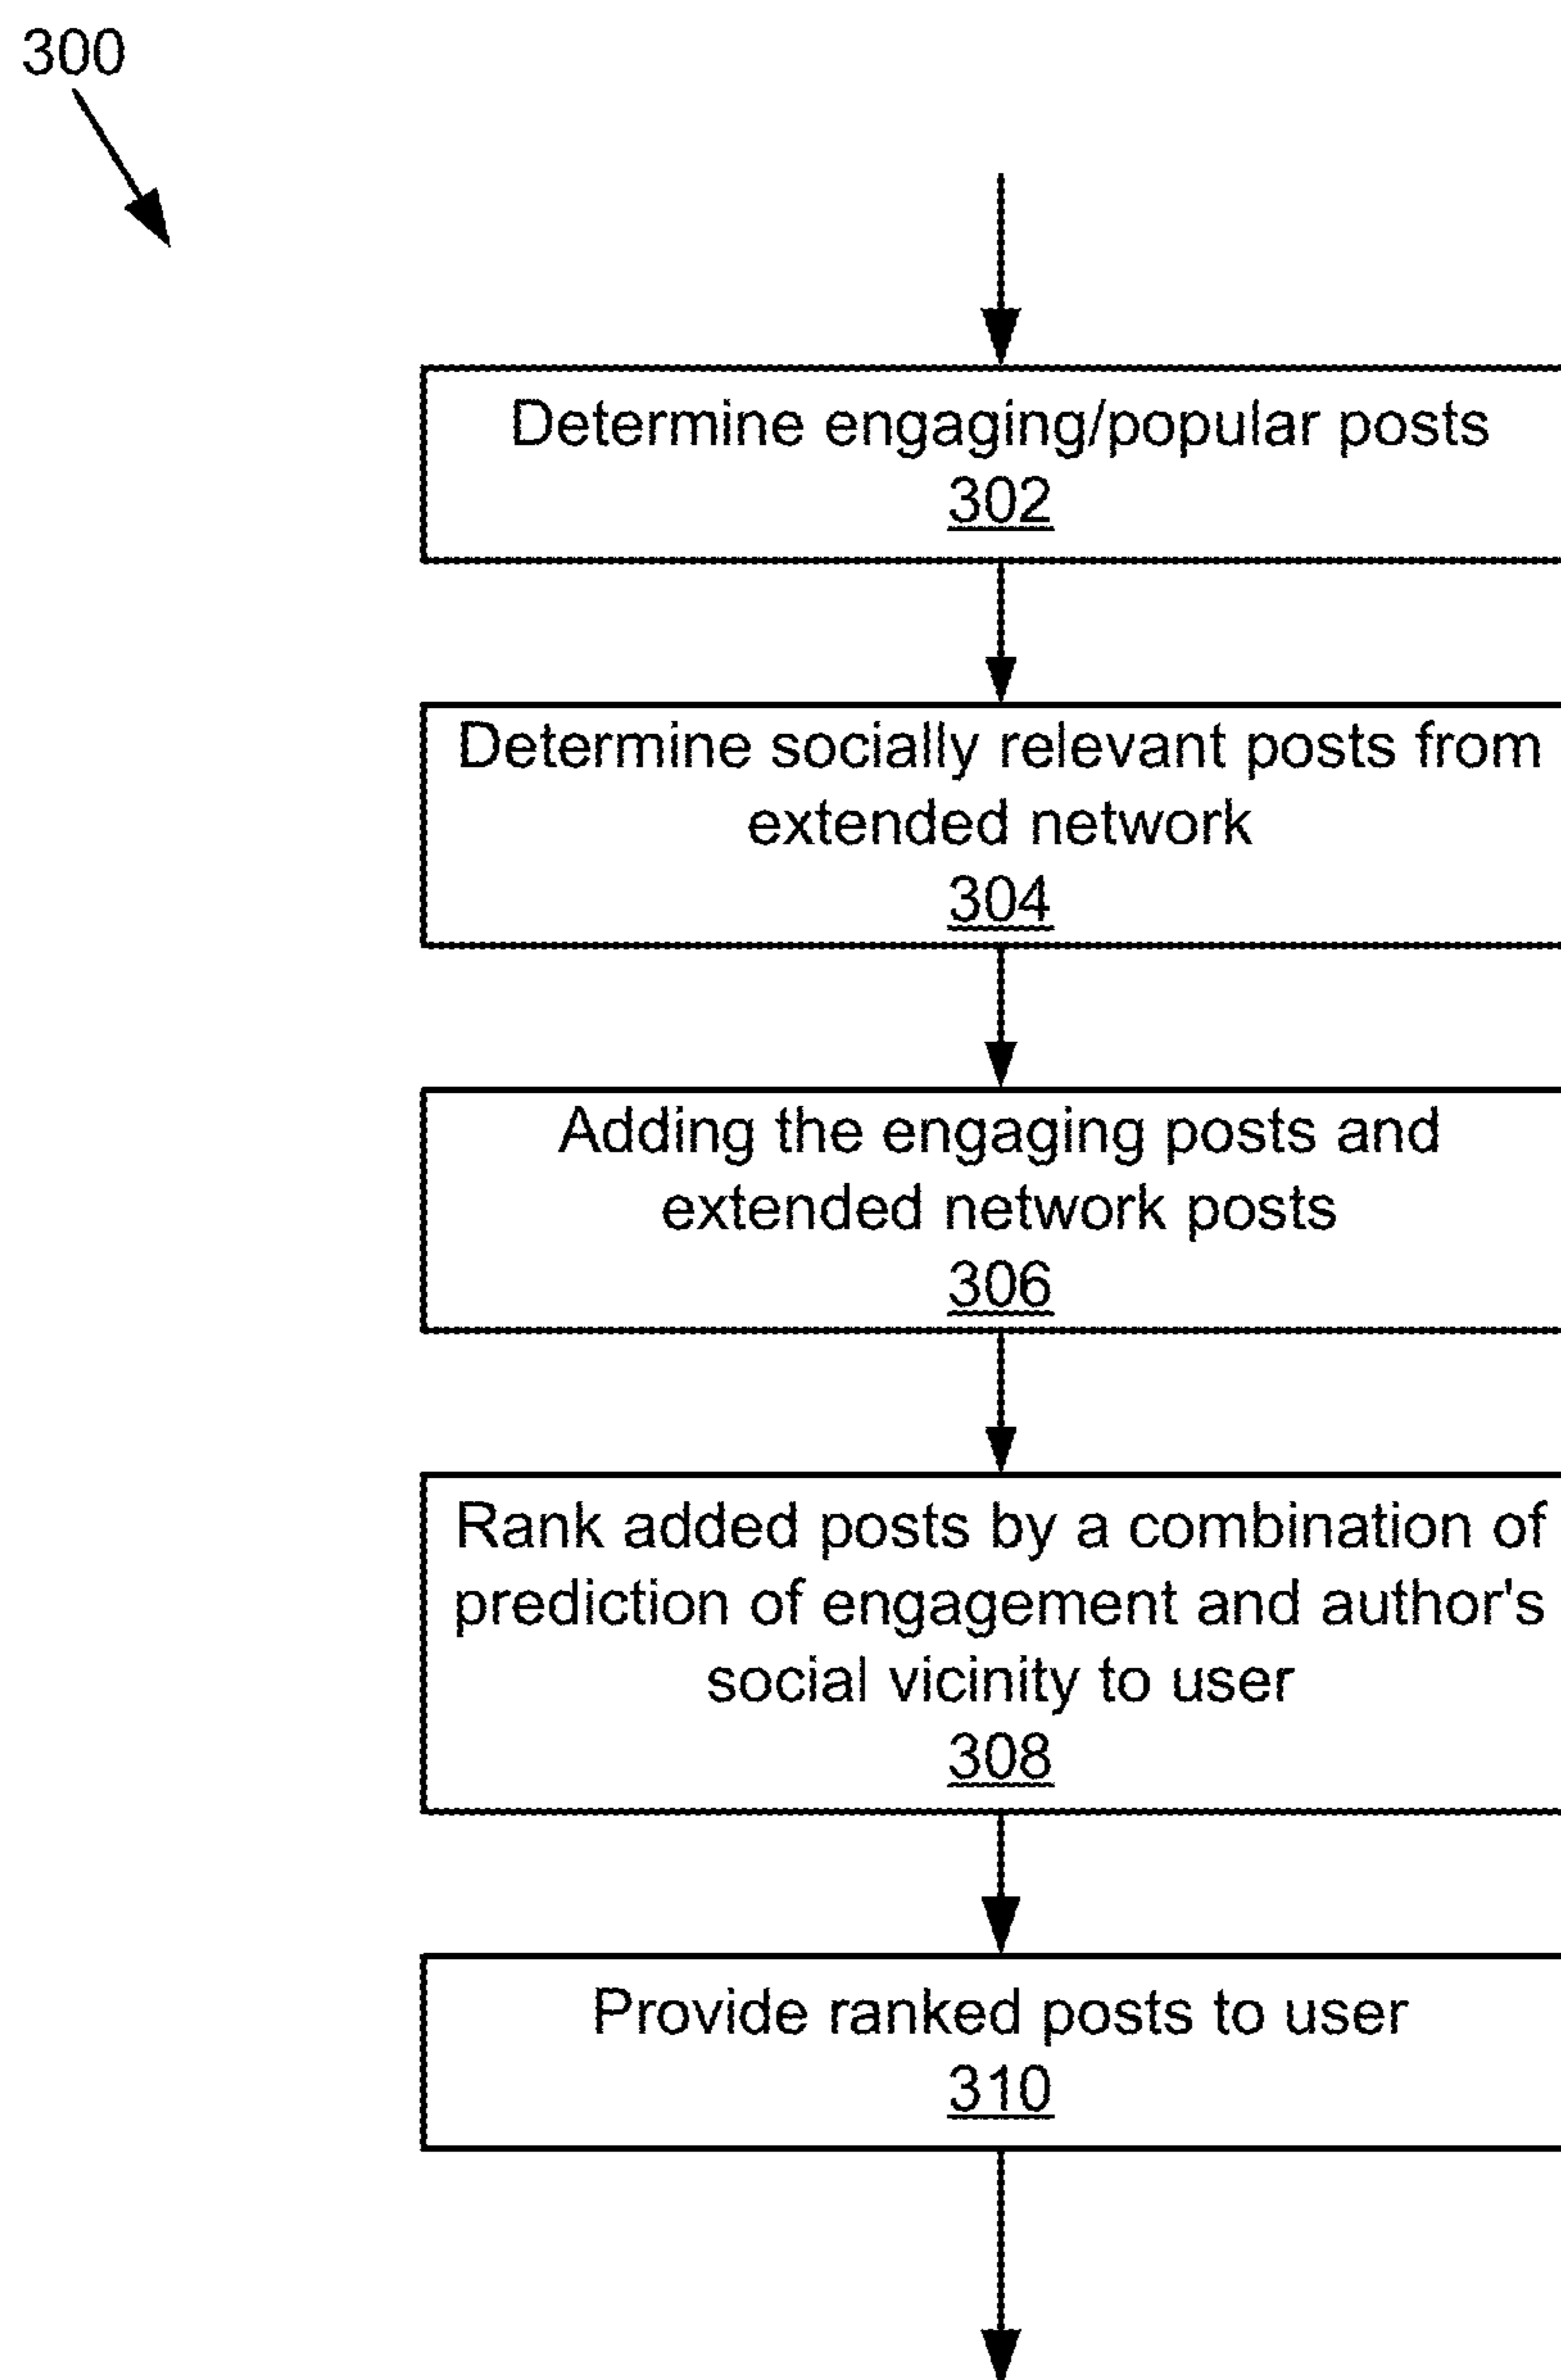 300
Determine engaging/popular posts
302
Determine socially relevant posts from
extended network
304
Adding the engaging posts and
extended network posts
306
Rank added posts by a combination of
prediction of engagement and author's
social vicinity to user
308
Provide ranked posts to user
310